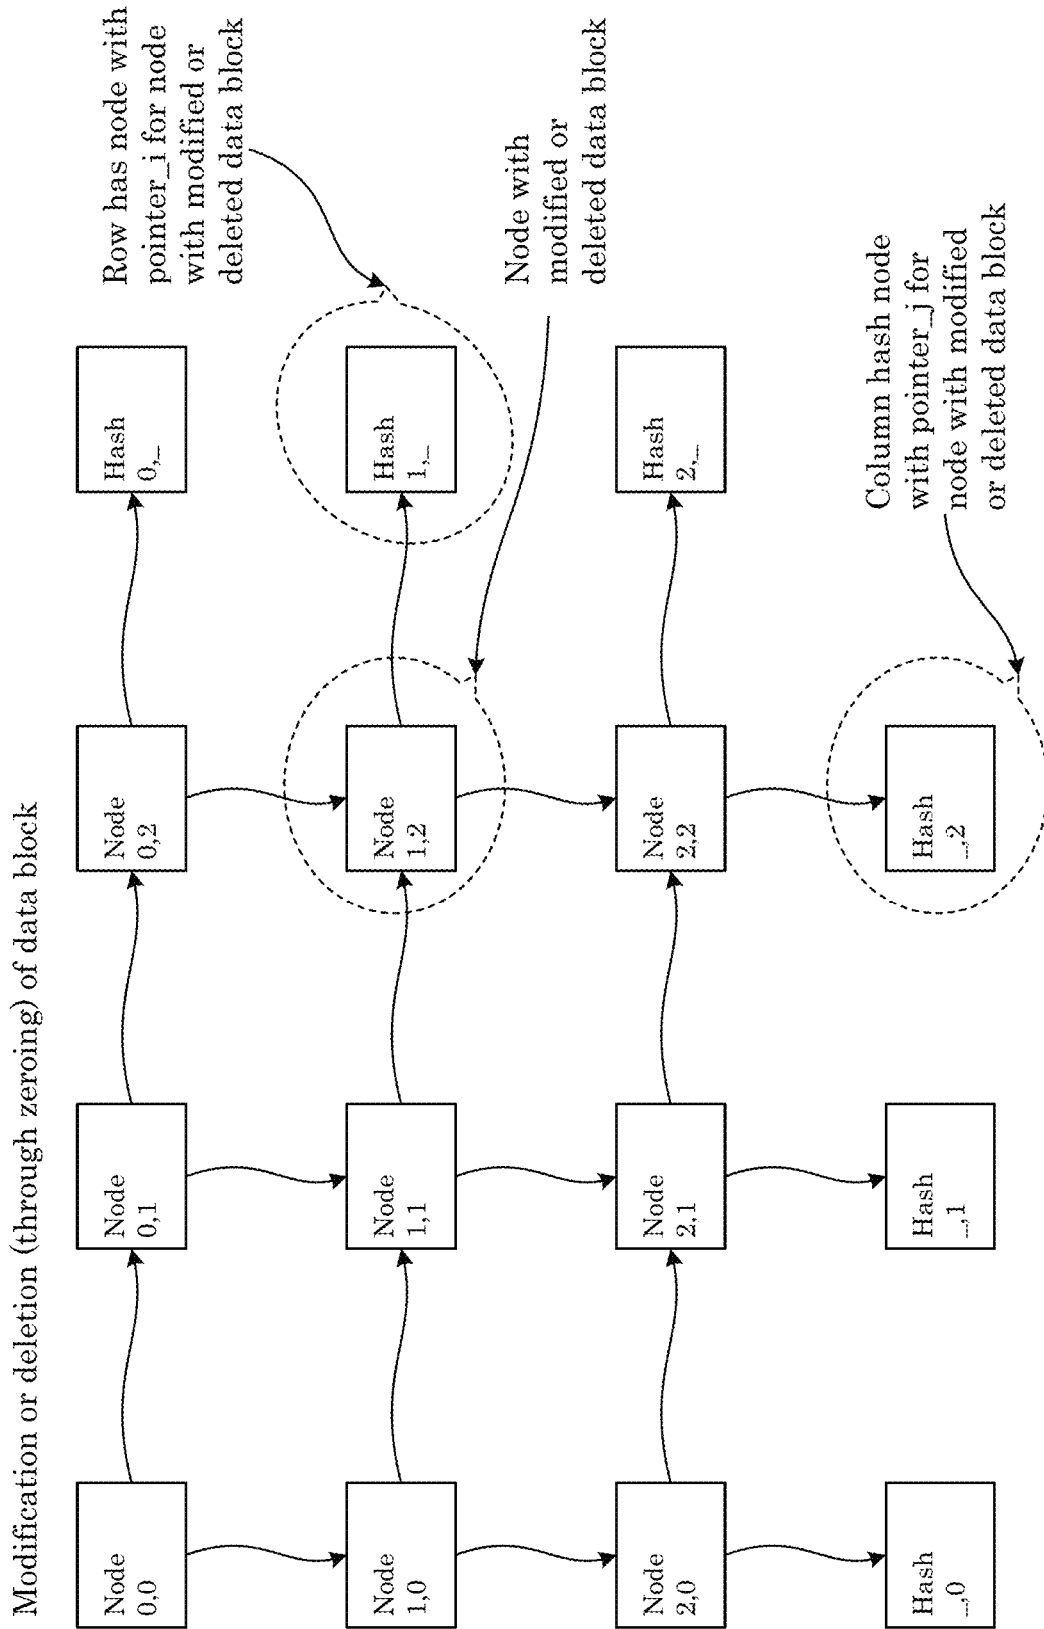 Modification or deletion (through zeroing) of data block
Node
0,0
Node
0,1
Node
0,2
Hash
0,_
Row has node with
pointer_i for node
with modified or
deleted data block
Node
1,0
Node
1,1
Node
1,2
Hash
1,_
Node with
modified or
deleted data block
Node
2,0
Node
2,1
Node
2,2
Hash
2,_
Hash
_,0
Hash
_,1
Hash
_,2
Column hash node
with pointer_j for
node with modified
or deleted data block